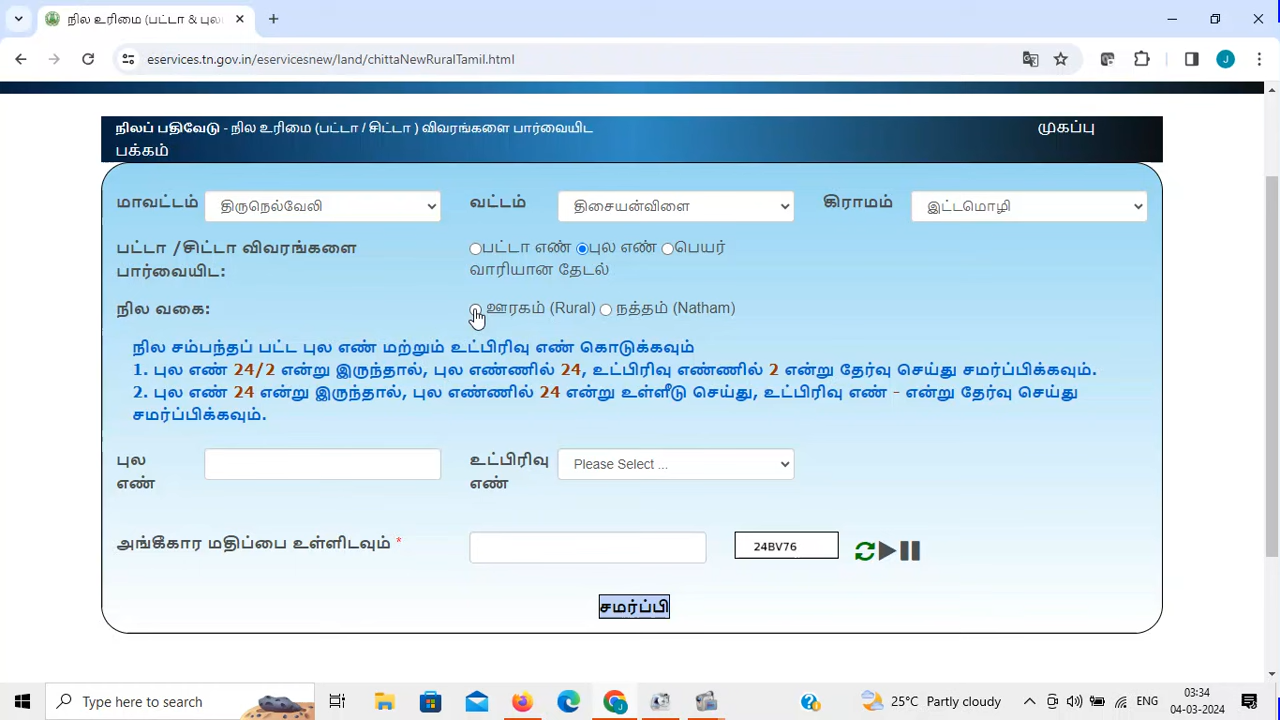 நில உரிமை (பட்டா & புல
eservices.tn.gov.in/eservicesnew/land/chittaNewRuralTamil.html
J
நிலப் பதிவேடு - நில உரிமை (பட்டா / சிட்டா ) விவரங்களை பார்வையிட
முகப்பு
பக்கம்
மாவட்டம் திருநெல்வேலி வட்டம் திசையன்விளை கிராமம் இட்டமொழி
பட்டா /சிட்டா விவரங்களை
பார்வையிட:
பட்டா எண் புல எண் பெயர்
வாரியான தேடல்
நில வகை: ஊரகம் (Rural) நத்தம் (Natham)
நில சம்பந்தப் பட்ட புல எண் மற்றும் உட்பிரிவு எண் கொடுக்கவும்
1. புல எண் 24/2 என்று இருந்தால், புல எண்ணில் 24, உட்பிரிவு எண்ணில் 2 என்று தேர்வு செய்து சமர்ப்பிக்கவும்.
2. புல எண் 24 என்று இருந்தால், புல எண்ணில் 24 என்று உள்ளீடு செய்து, உட்பிரிவு எண் - என்று தேர்வு செய்து
சமர்ப்பிக்கவும்.
புல
எண்
உட்பிரிவு
எண்
Please Select ...
அங்கீகார மதிப்பை உள்ளிடவும் * 24BV76
சமர்ப்பி
Type here to search
25°C Partly cloudy
ENG
03:34
04-03-2024